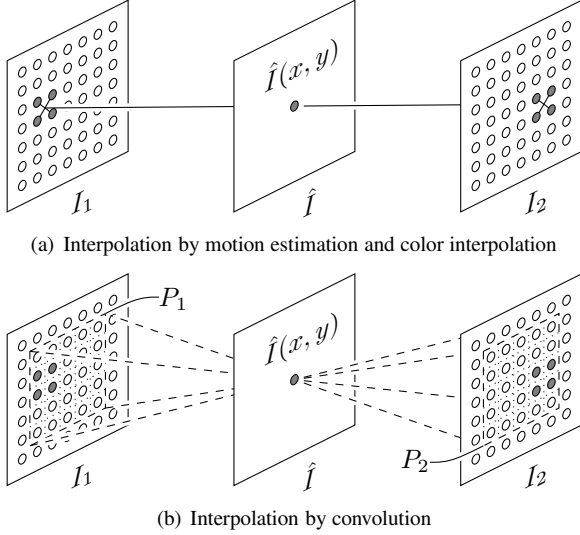 Î(x, y)
I1 Î I2
(a) Interpolation by motion estimation and color interpolation
P1
Î(x, y)
P2
I1 Î I2
(b) Interpolation by convolution